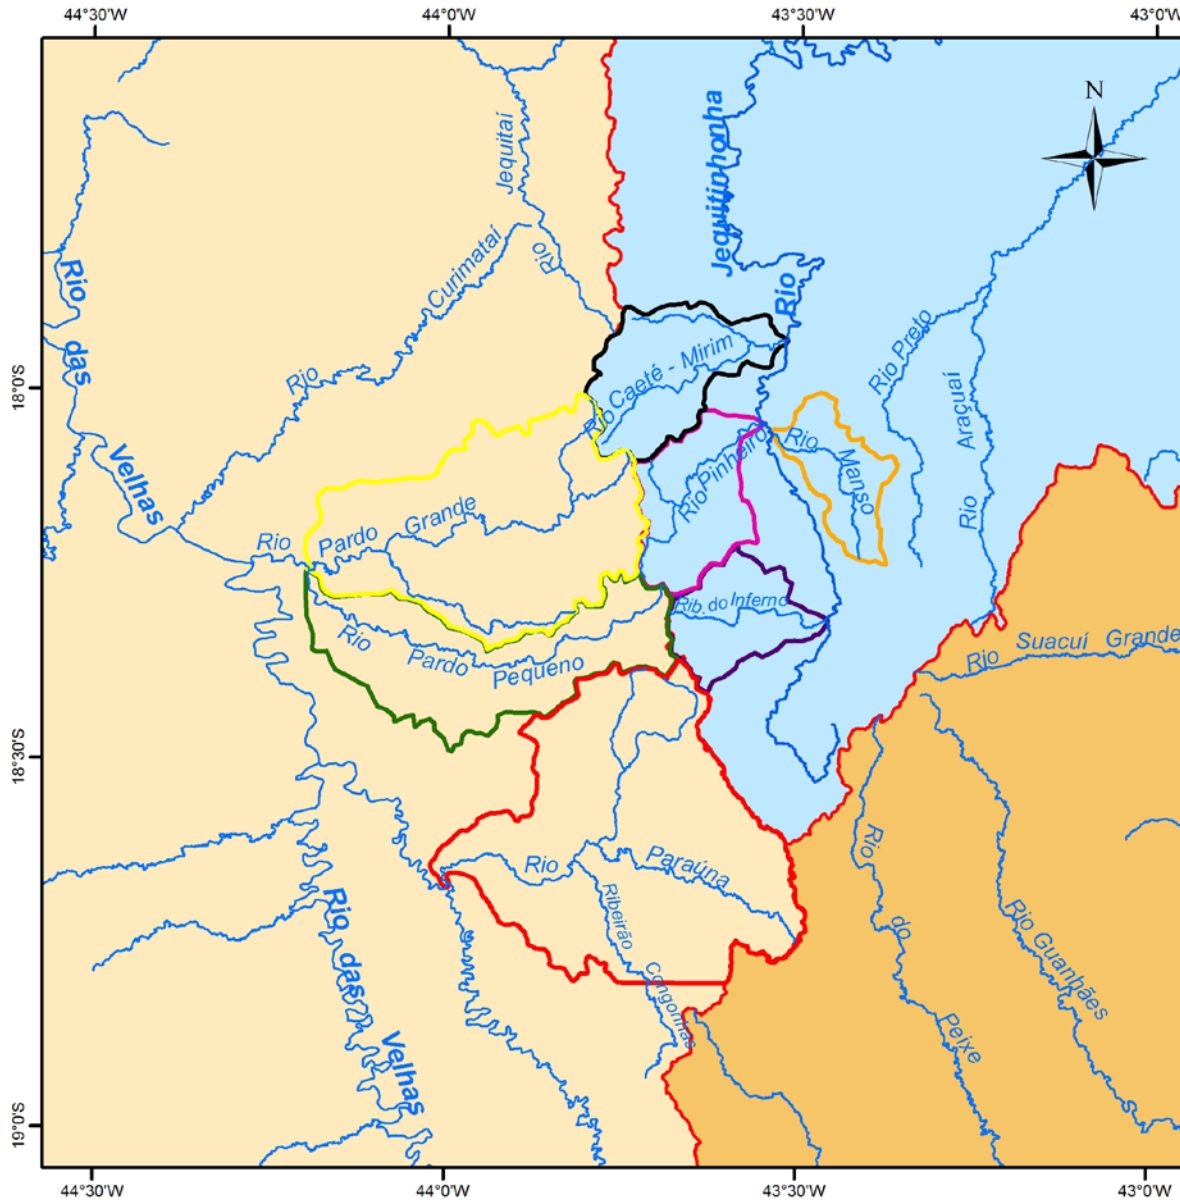 44°30'W 44°0'W 43°30'W 43°0'W
N
Jequitaí
Rio
Jequitinhonha
Rio
Curimataí
Rio
Rio
das
Velhas
18°0'S
Rio Caeté - Mirim
Rio Preto
Araçuaí
Rio
Rio Pinheiro
Rio
Manso
Rio
Pardo
Grande
Rib. do Inferno
Rio
Pardo
Pequeno
Rio
Suacuí
Grande
18°30'S
Rio
Paraúna
Ribeirão
Congonhas
Rio
do
Peixe
Rio Guanhães
Rio
das
Velhas
19°0'S
44°30'W 44°0'W 43°30'W 43°0'W